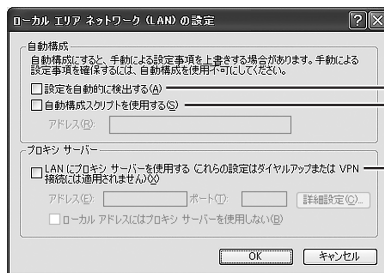 ローカル エリア ネットワーク (LAN) の設定
自動構成
自動構成にすると、手動による設定事項を上書きする場合があります。手動による
設定事項を確保するには、自動構成を使用不可にしてください。
設定を自動的に検出する(A)
自動構成スクリプトを使用する(S)
アドレス(R):
プロキシ サーバー
LAN にプロキシ サーバーを使用する (これらの設定はダイヤルアップまたは VPN
接続には適用されません)(X)
アドレス(E): ポート(T): 詳細設定(C)...
ローカル アドレスにはプロキシ サーバーを使用しない(B)
OK キャンセル